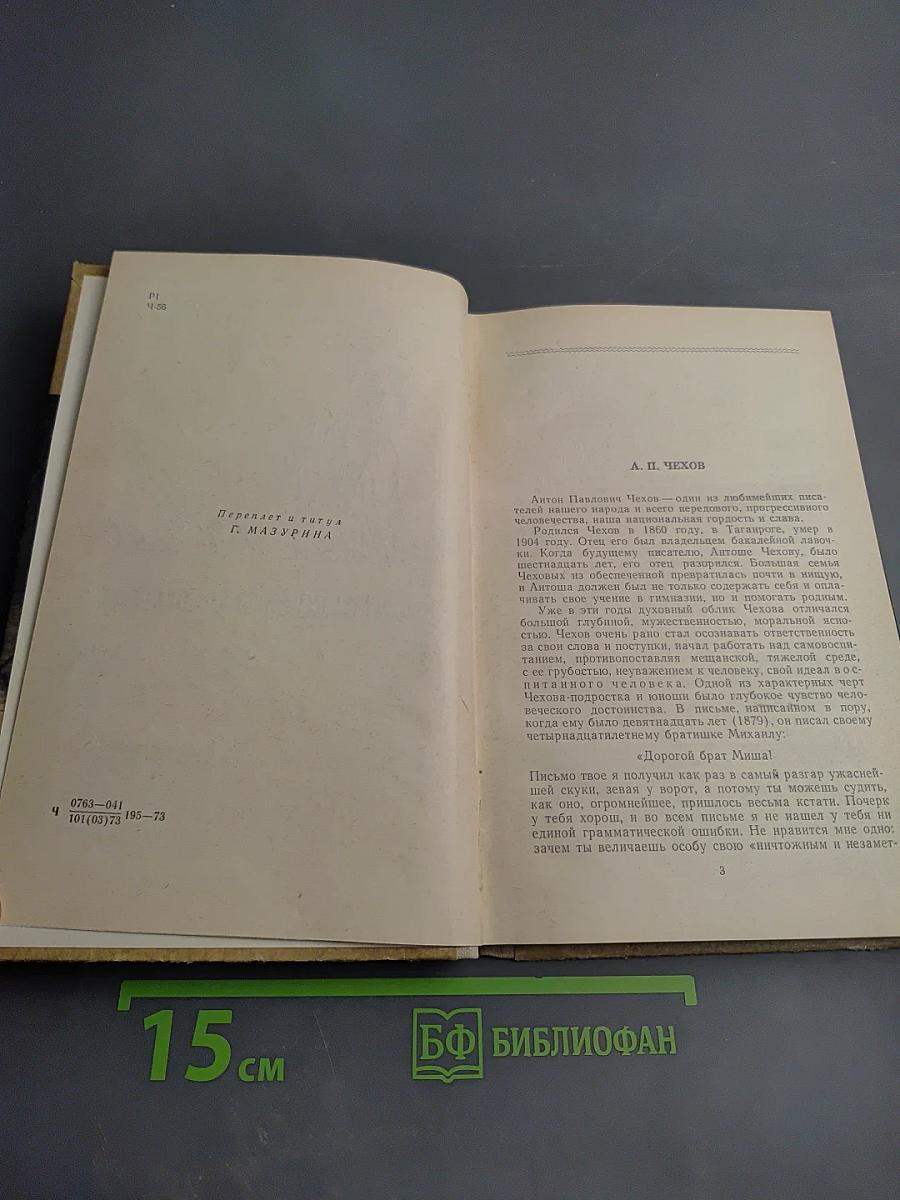 Р1
Ч-56
Переплет и титул
Г. МАЗУРИНА
Ч 0763—041
101(03)73 195—73
А. П. ЧЕХОВ
Антон Павлович Чехов — один из любимейших писа-
телей нашего народа и всего передового, прогрессивного
человечества, наша национальная гордость и слава.
Родился Чехов в 1860 году, в Таганроге, умер в
1904 году. Отец его был владельцем бакалейной лавоч-
ки. Когда будущему писателю, Антоше Чехову, было
шестнадцать лет, его отец разорился. Большая семья
Чеховых из обеспеченной превратилась почти в нищую,
и Антоша должен был не только содержать себя и опла-
чивать свое учение в гимназии, но и помогать родным.
Уже в эти годы духовный облик Чехова отличался
большой глубиной, мужественностью, моральной ясно-
стью. Чехов очень рано стал осознавать ответственность
за свои слова и поступки, начал работать над самовоспи-
танием, противопоставляя мещанской, тяжелой среде,
с ее грубостью, неуважением к человеку, свой идеал вос-
питанного человека. Одной из характерных черт
Чехова-подростка и юноши было глубокое чувство чело-
веческого достоинства. В письме, написанном в пору,
когда ему было девятнадцать лет (1879), он писал своему
четырнадцатилетнему братишке Михаилу:
«Дорогой брат Миша!
Письмо твое я получил как раз в самый разгар ужасней-
шей скуки, зевая у ворот, а потому ты можешь судить,
как оно, огромнейшее, пришлось весьма кстати. Почерк
у тебя хорош, и во всем письме я не нашел у тебя ни
единой грамматической ошибки. Не нравится мне одно:
зачем ты величаешь особу свою «ничтожным и незамет-
3
15 см
БФ БИБЛИОФАН